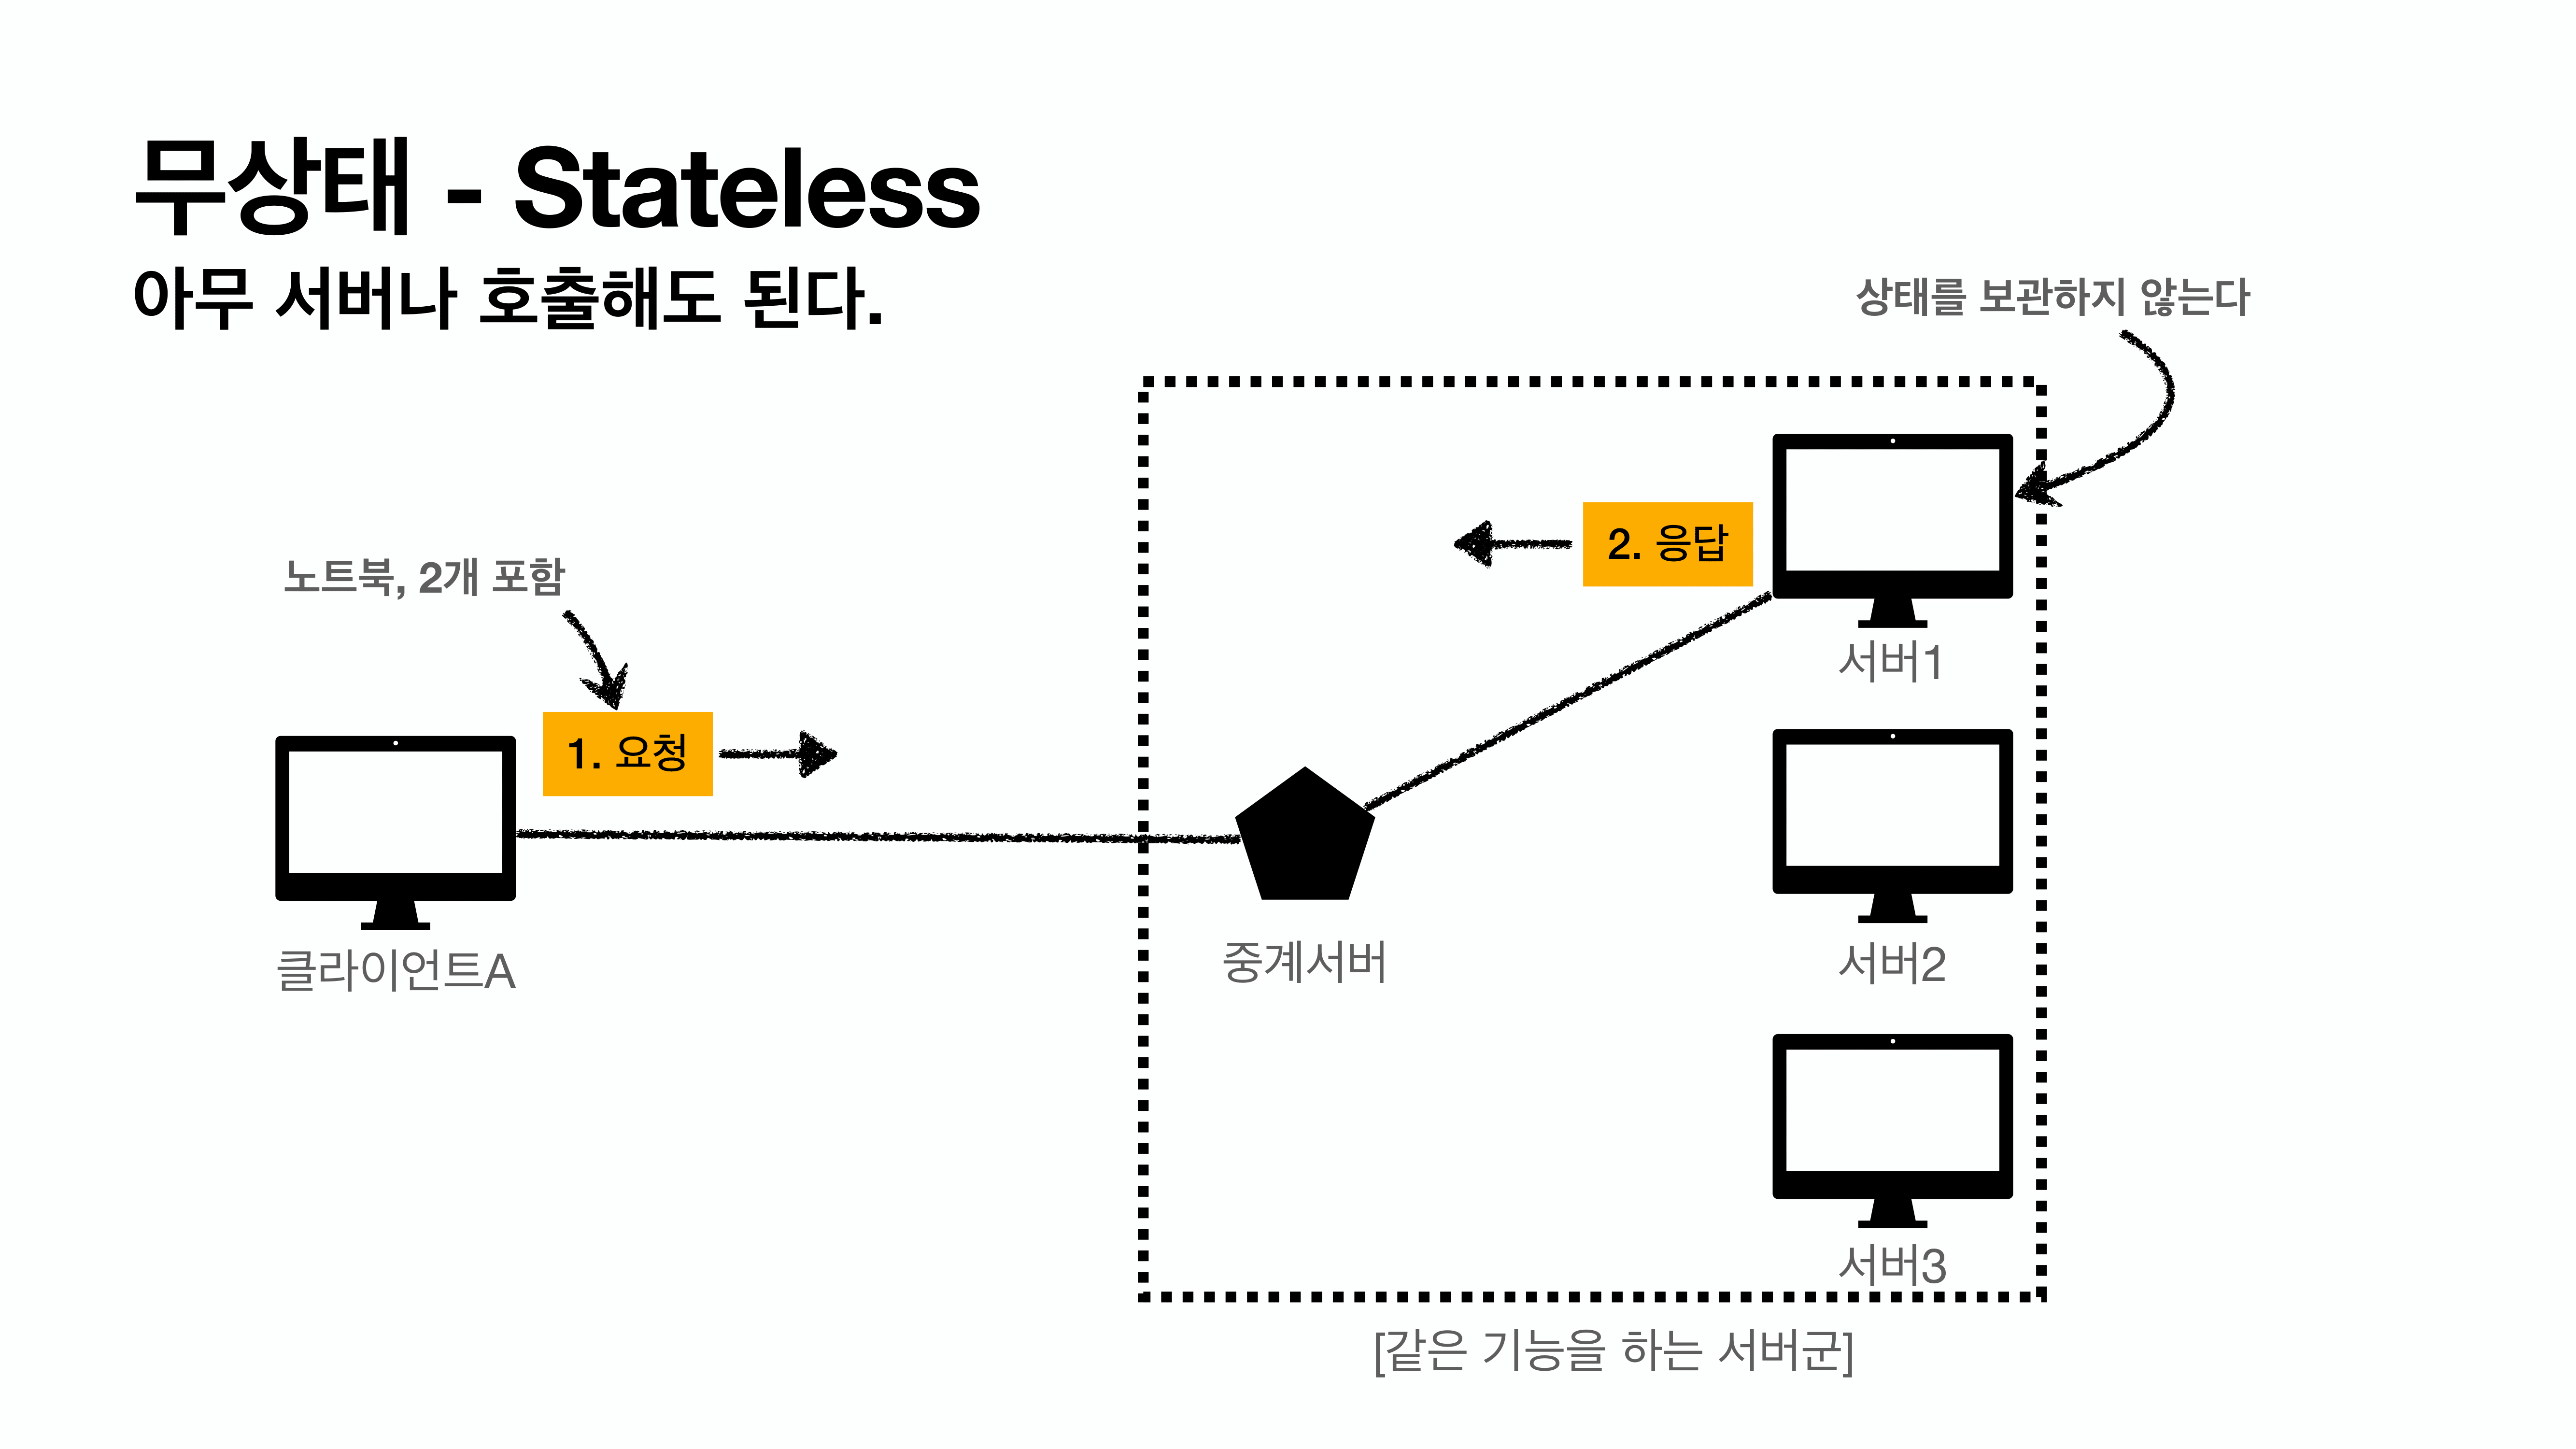 무상태 - Stateless
아무 서버나 호출해도 된다.
상태를 보관하지 않는다
2. 응답
노트북, 2개 포함
서버1
1. 요청
클라이언트A
중계서버
서버2
서버3
[같은 기능을 하는 서버군]